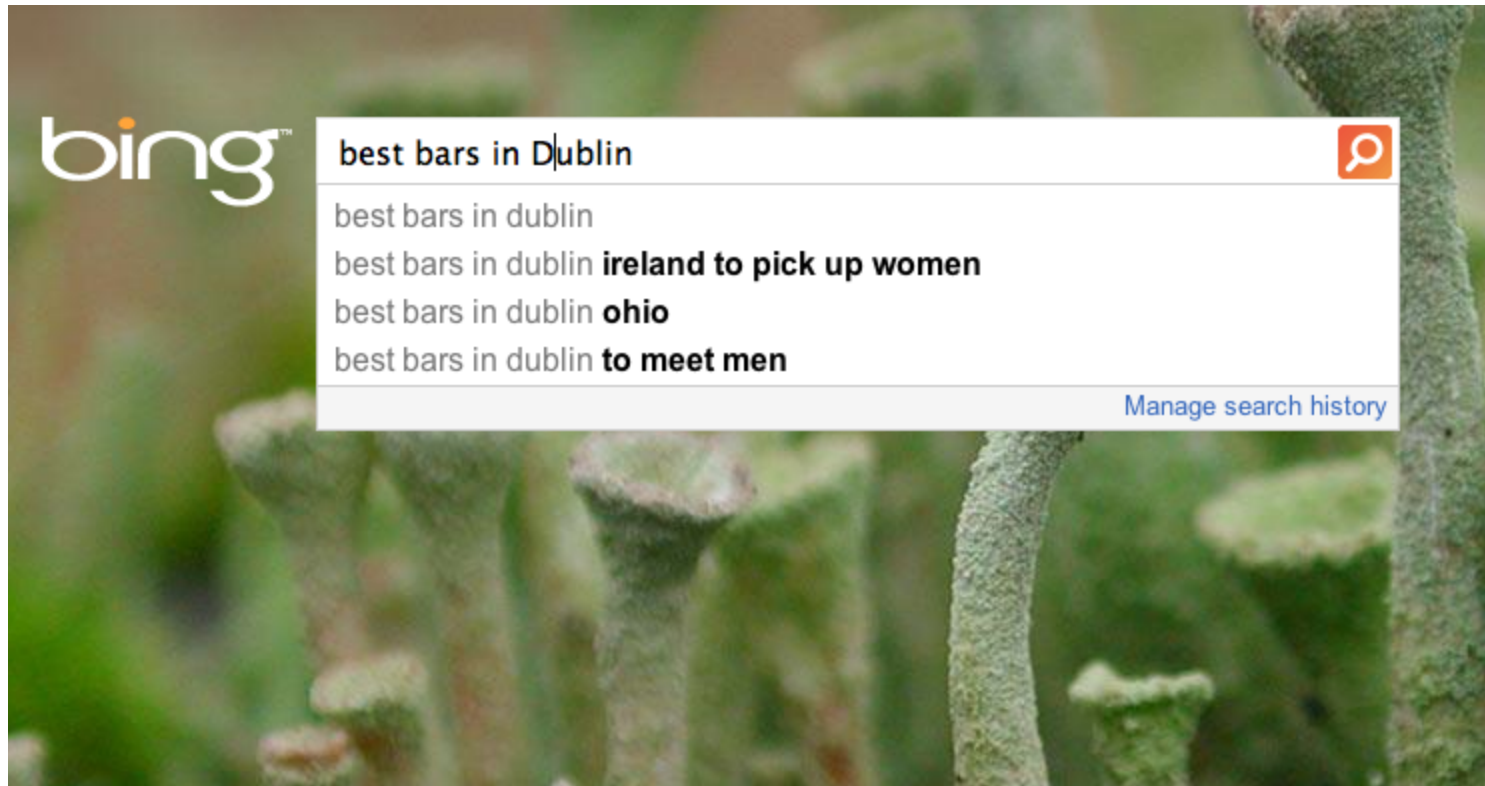 bing™
best bars in Dublin
best bars in dublin
best bars in dublin ireland to pick up women
best bars in dublin ohio
best bars in dublin to meet men
Manage search history